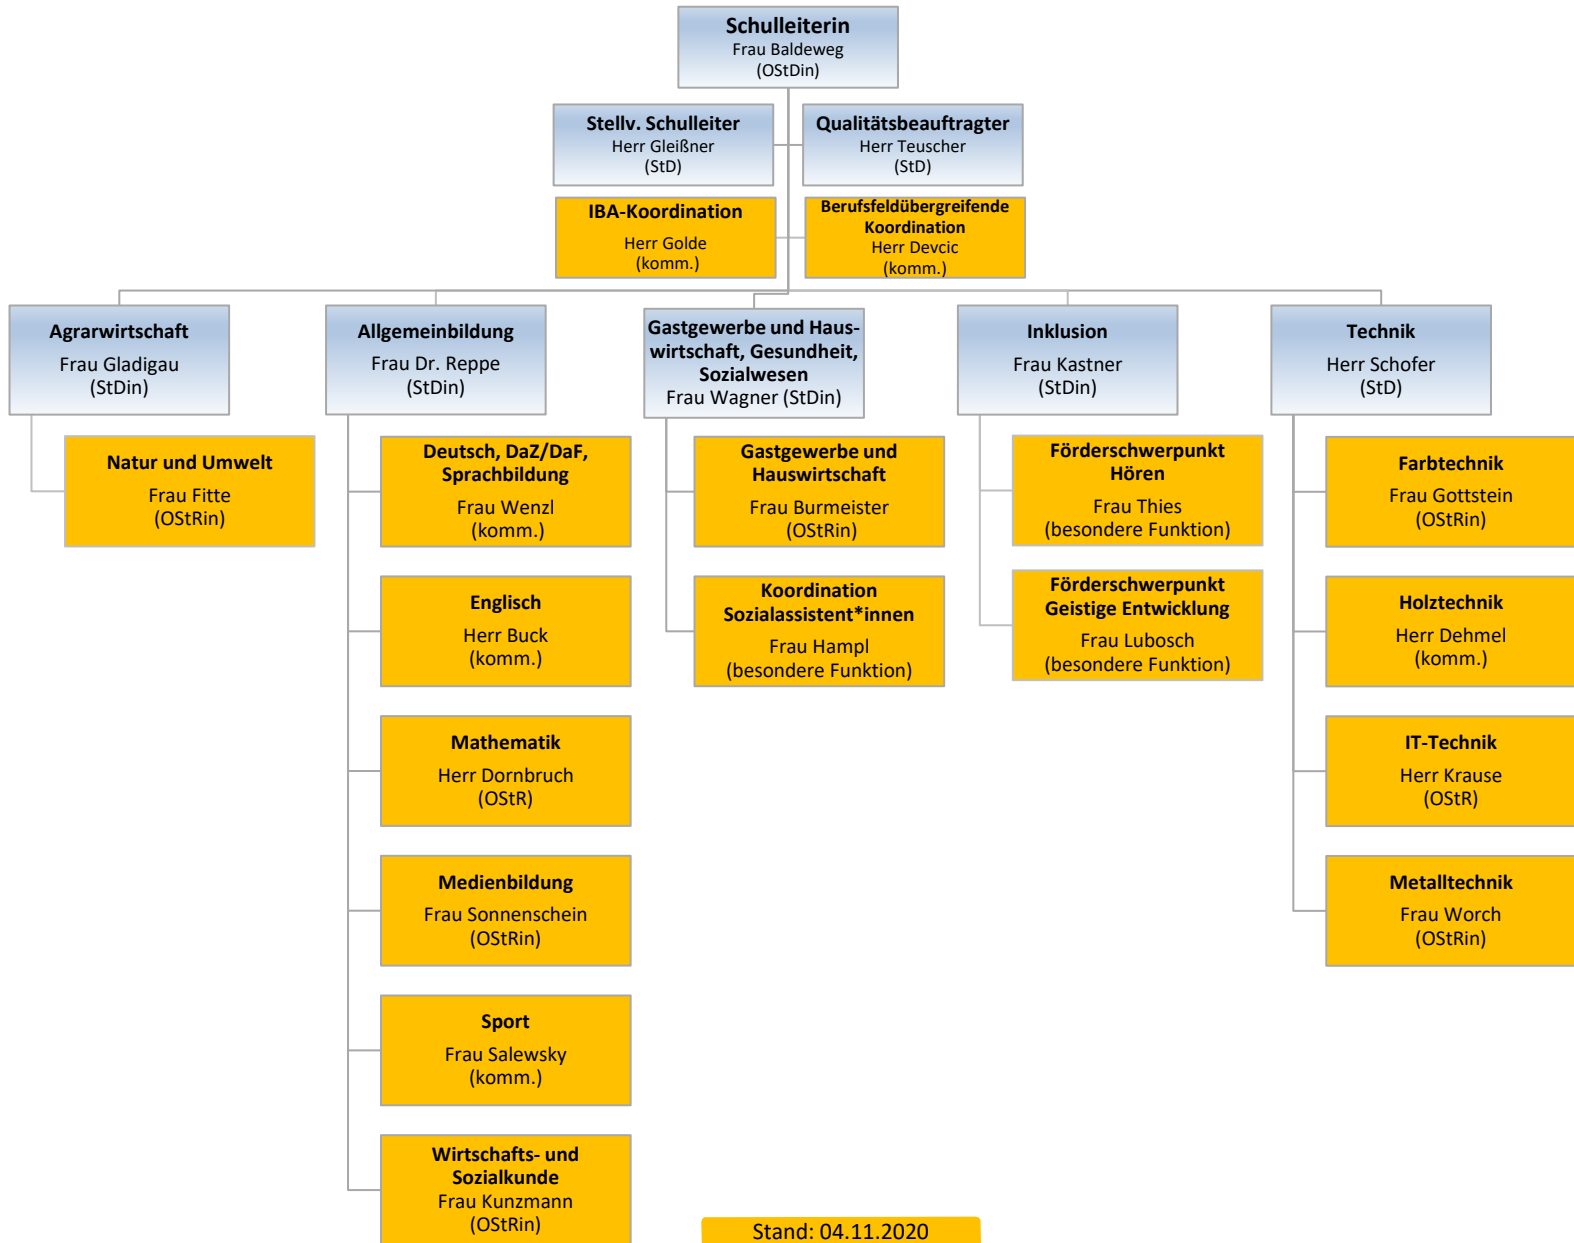 Schulleiterin
Frau Baldeweg
(OStDin)
Stellv. Schulleiter
Herr Gleißner
(StD)
Qualitätsbeauftragter
Herr Teuscher
(StD)
IBA-Koordination
Herr Golde
(komm.)
Berufsfeldübergreifende
Koordination
Herr Devcic
(komm.)
Agrarwirtschaft
Frau Gladigau
(StDin)
Allgemeinbildung
Frau Dr. Reppe
(StDin)
Gastgewerbe und Haus-
wirtschaft, Gesundheit,
Sozialwesen
Frau Wagner (StDin)
Inklusion
Frau Kastner
(StDin)
Technik
Herr Schofer
(StD)
Natur und Umwelt
Frau Fitte
(OStRin)
Deutsch, DaZ/DaF,
Sprachbildung
Frau Wenzl
(komm.)
Englisch
Herr Buck
(komm.)
Mathematik
Herr Dornbruch
(OStR)
Medienbildung
Frau Sonnenschein
(OStRin)
Sport
Frau Salewsky
(komm.)
Wirtschafts- und
Sozialkunde
Frau Kunzmann
(OStRin)
Gastgewerbe und
Hauswirtschaft
Frau Burmeister
(OStRin)
Koordination
Sozialassistent*innen
Frau Hampl
(besondere Funktion)
Förderschwerpunkt
Hören
Frau Thies
(besondere Funktion)
Förderschwerpunkt
Geistige Entwicklung
Frau Lubosch
(besondere Funktion)
Farbtechnik
Frau Gottstein
(OStRin)
Holztechnik
Herr Dehmel
(komm.)
IT-Technik
Herr Krause
(OStR)
Metalltechnik
Frau Worch
(OStRin)
Stand: 04.11.2020